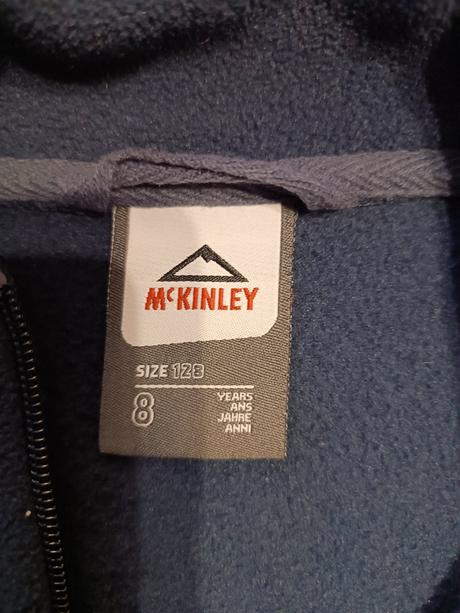 McKINLEY
SIZE 128
8
YEARS
ANS
JAHRE
ANNI